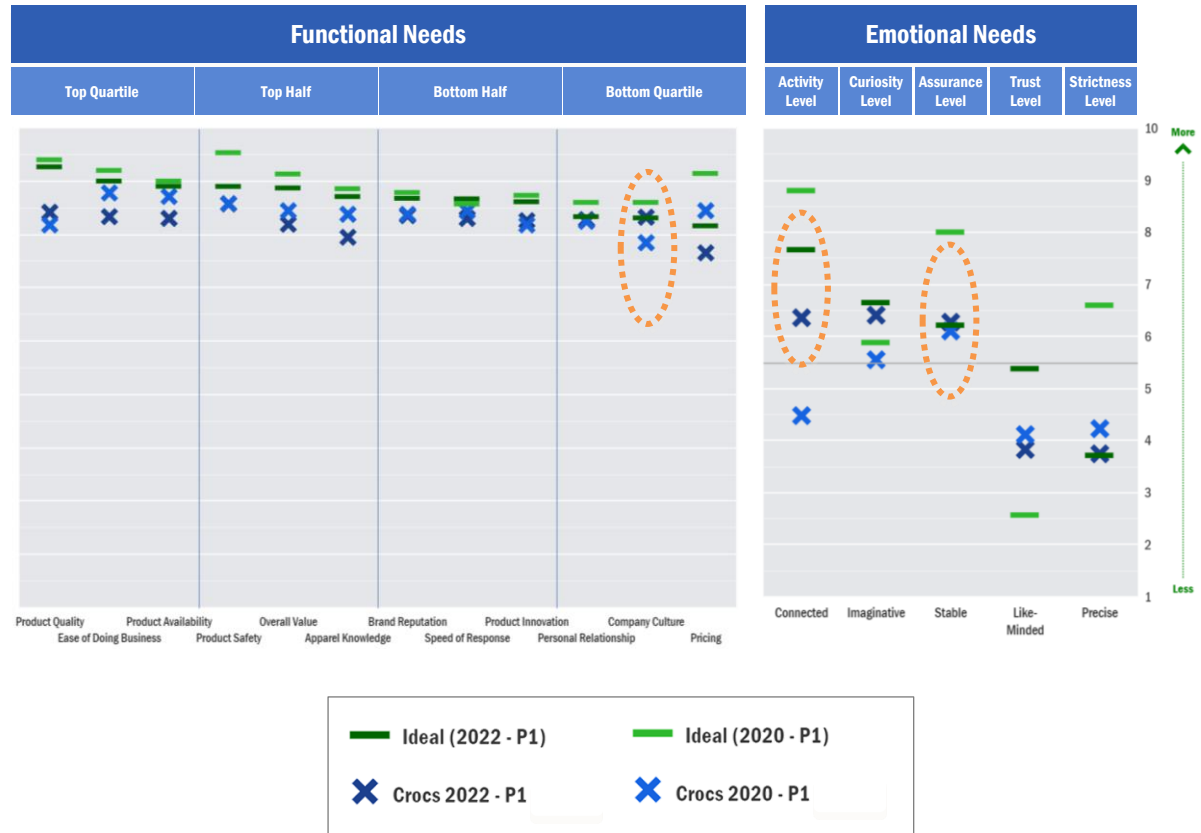 Functional Needs
Emotional Needs
Top Quartile
Top Half
Bottom Half
Bottom Quartile
Activity
Level
Curiosity
Level
Assurance
Level
Trust
Level
Strictness
Level
10
More
9
8
7
6
5
4
3
2
1
Less
Product Quality
Ease of Doing Business
Product Availability
Product Safety
Overall Value
Apparel Knowledge
Brand Reputation
Speed of Response
Product Innovation
Personal Relationship
Company Culture
Pricing
Connected
Imaginative
Stable
Like-
Minded
Precise
Ideal (2022 - P1)
Ideal (2020 - P1)
Crocs 2022 - P1
Crocs 2020 - P1